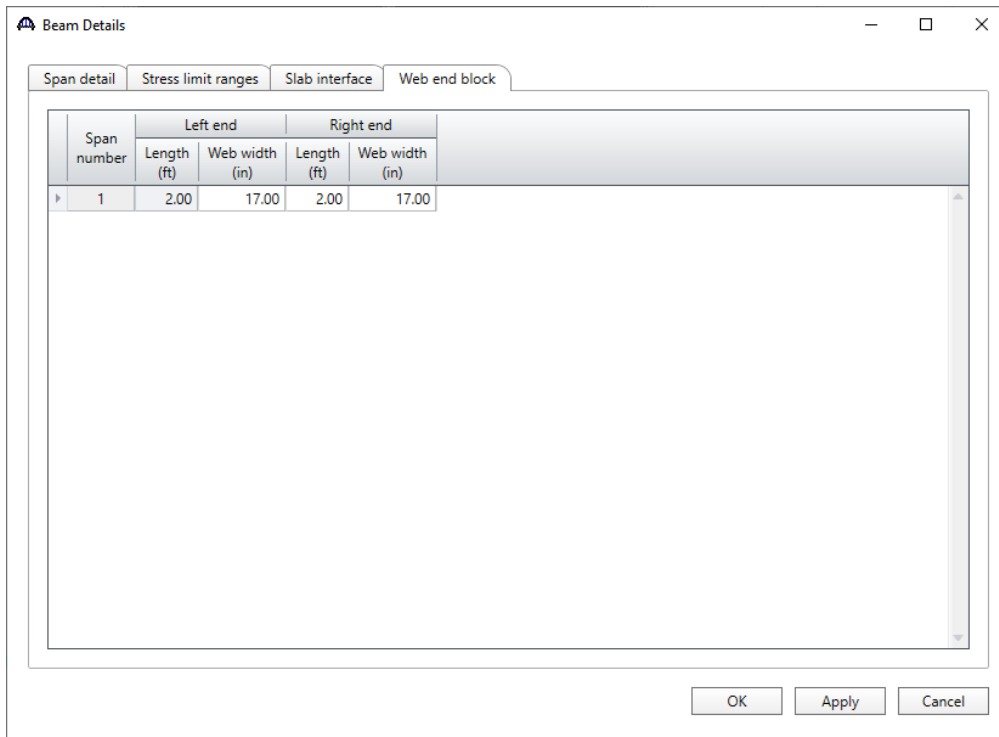 Beam Details
Span detail Stress limit ranges Slab interface Web end block
Span number Left end Right end
Length (ft) Web width (in) Length (ft) Web width (in)
1 2.00 17.00 2.00 17.00
OK Apply Cancel